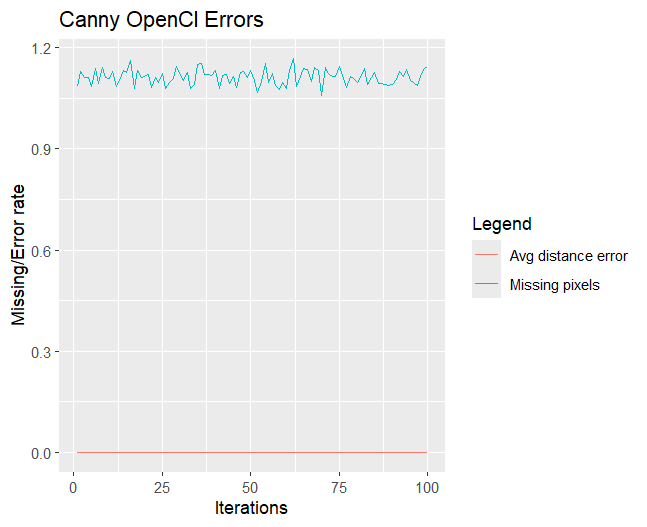 Canny OpenCl Errors
1.2
0.9
0.6
0.3
0.0
Missing/Error rate
0
25
50
75
100
Iterations
Legend
Avg distance error
Missing pixels